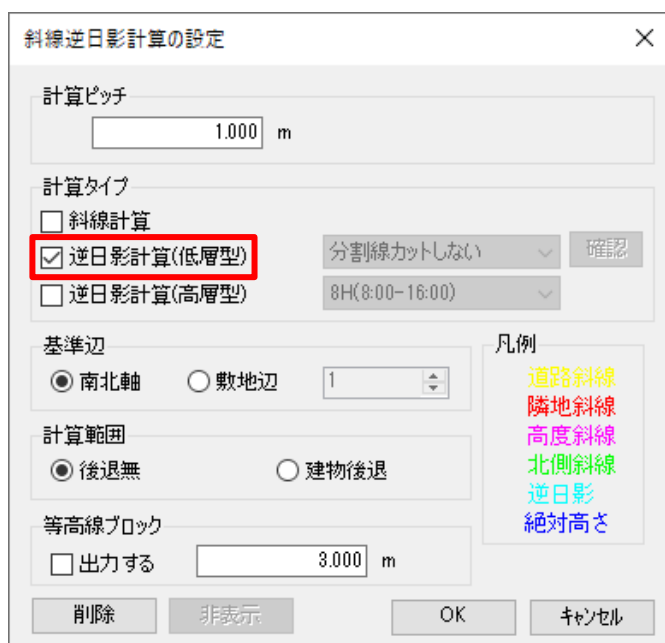 斜線逆日影計算の設定
計算ピッチ
1.000 m
計算タイプ
斜線計算
逆日影計算(低層型) 分割線カットしない 確認
逆日影計算(高層型) 8H(8:00-16:00)
基準辺
南北軸 敷地辺 1
計算範囲
後退無 建物後退
等高線ブロック
出力する 3.000 m
凡例
道路斜線
隣地斜線
高度斜線
北側斜線
逆日影
絶対高さ
削除 非表示 OK キャンセル